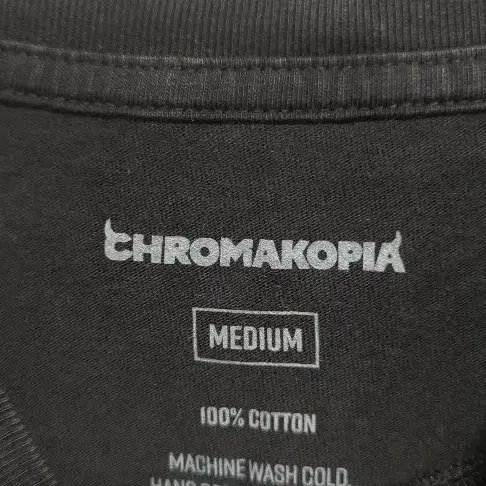 CHROMAKOPIA
MEDIUM
100% COTTON
MACHINE WASH COLD.